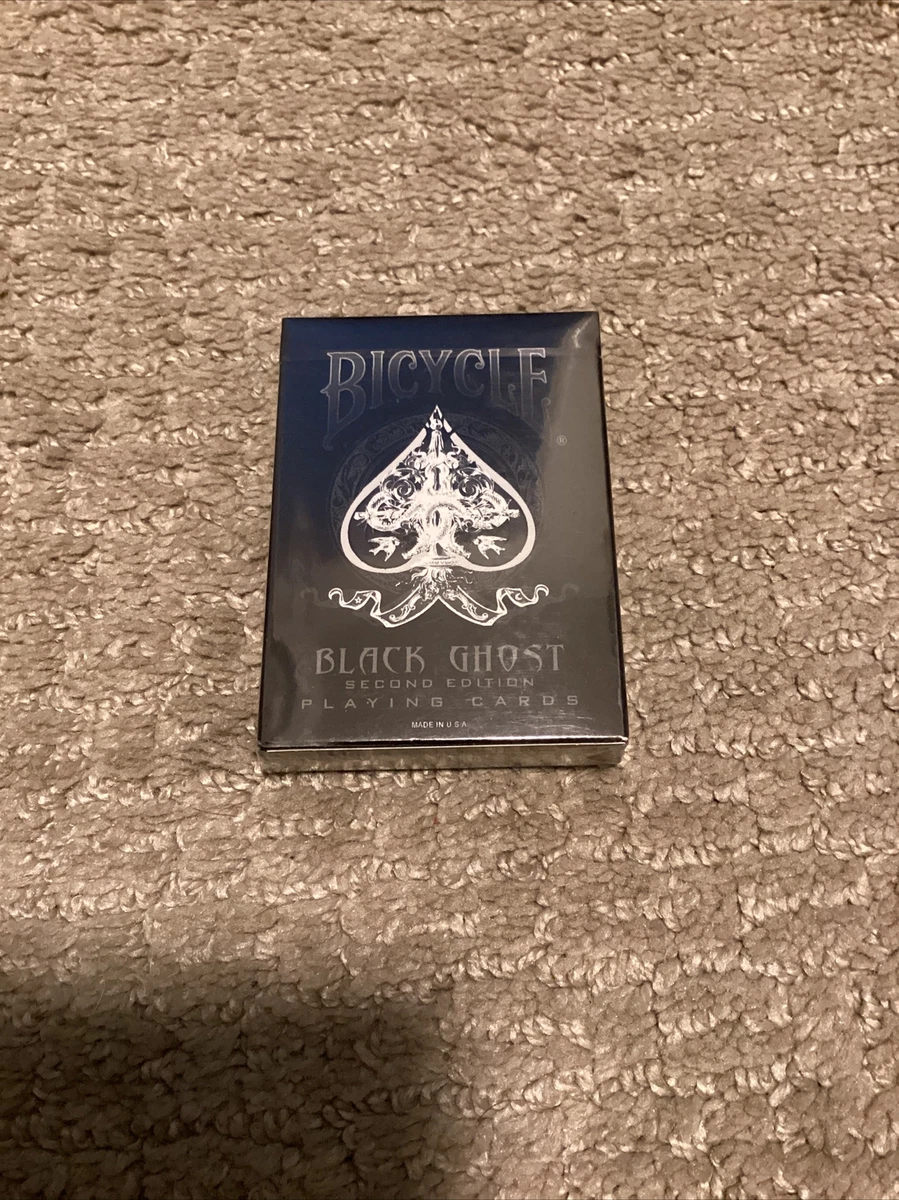 BICYCLE
®
BLACK GHOST
SECOND EDITION
PLAYING CARDS
MADE IN U S A